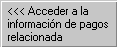 <<< Acceder a la
información de pagos
relacionada